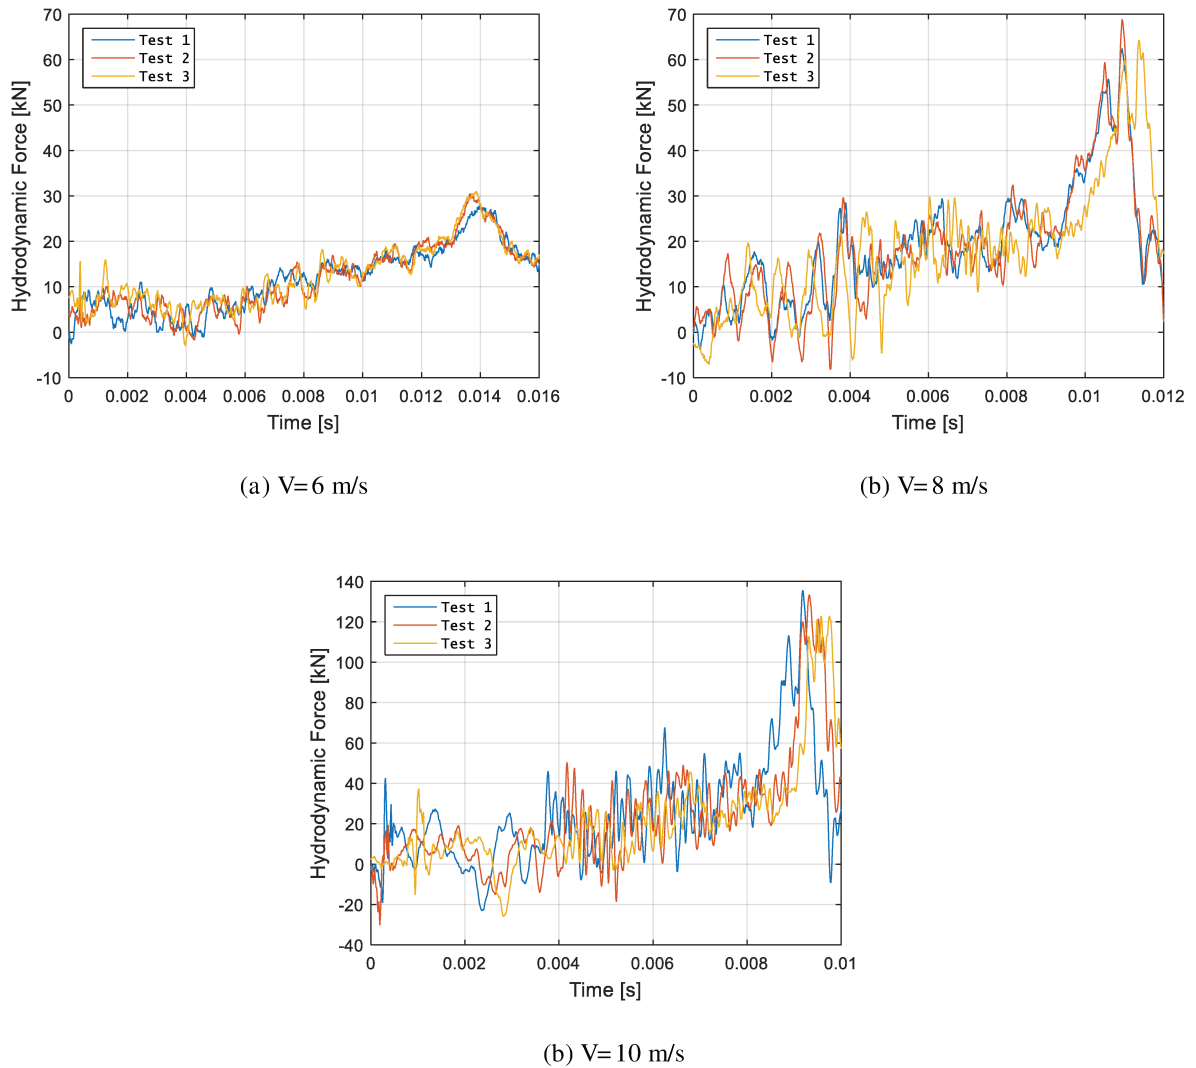 70
60
50
40
30
20
10
0
-10
Hydrodynamic Force [kN]
Test 1
Test 2
Test 3
0 0.002 0.004 0.006 0.008 0.01 0.012 0.014 0.016
Time [s]
(a) V=6 m/s
70
60
50
40
30
20
10
0
-10
Hydrodynamic Force [kN]
Test 1
Test 2
Test 3
0 0.002 0.004 0.006 0.008 0.01 0.012
Time [s]
(b) V=8 m/s
140
120
100
80
60
40
20
0
-20
-40
Hydrodynamic Force [kN]
Test 1
Test 2
Test 3
0 0.002 0.004 0.006 0.008 0.01
Time [s]
(b) V=10 m/s